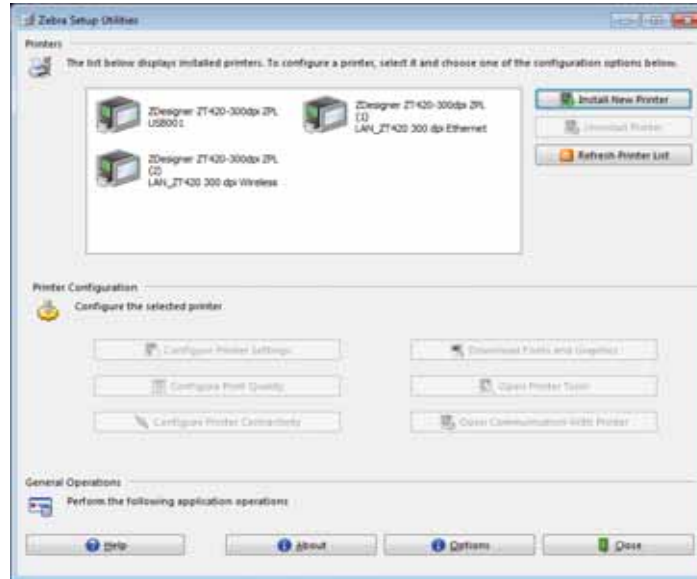 Zebra Setup Utilities
Printers
The list below displays installed printers. To configure a printer, select it and choose one of the configuration options below.
ZDesigner ZT420-300dpi ZPL
USB001
ZDesigner ZT420-300dpi ZPL
(1)
LAN_ZT420 300 dpi Ethernet
ZDesigner ZT420-300dpi ZPL
(2)
LAN_ZT420 300 dpi Wireless
Install New Printer
Uninstall Printer
Refresh Printer List
Printer Configuration
Configure the selected printer
Configure Printer Settings
Download Fonts and Graphics
Configure Print Quality
Open Printer Tools
Configure Printer Connectivity
Open Communication With Printer
General Operations
Perform the following application operations
Help
About
Options
Close